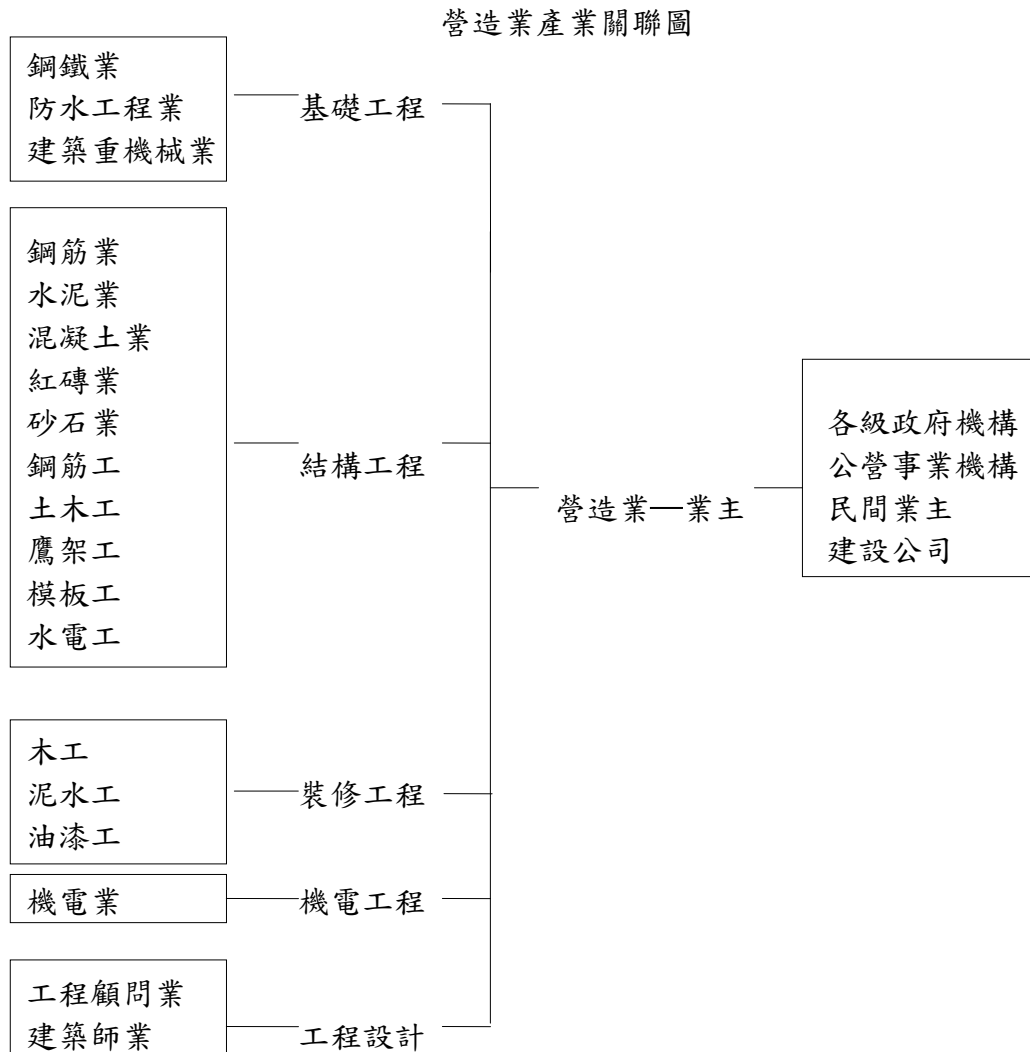 營造業產業關聯圖
鋼鐵業
防水工程業
建築重機械業
基礎工程
鋼筋業
水泥業
混凝土業
紅磚業
砂石業
鋼筋工
土木工
鷹架工
模板工
水電工
結構工程
營造業—業主
各級政府機構
公營事業機構
民間業主
建設公司
木工
泥水工
油漆工
裝修工程
機電業
機電工程
工程顧問業
建築師業
工程設計